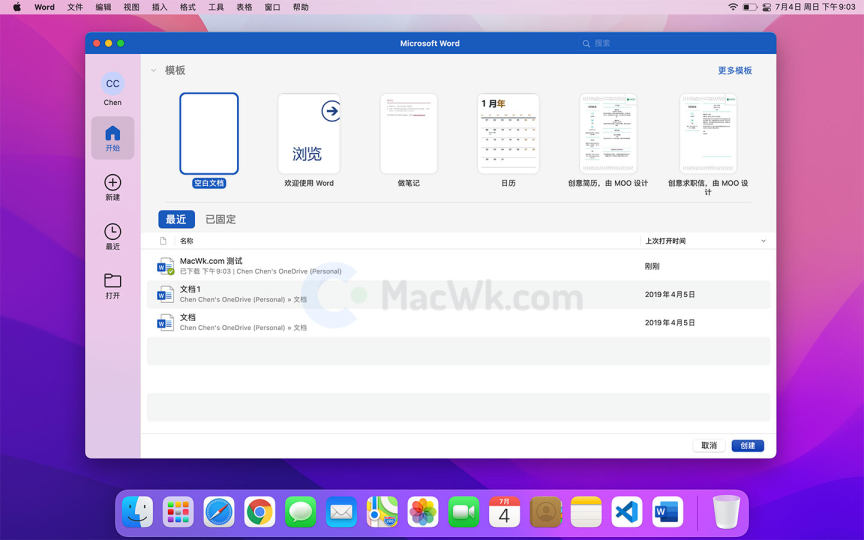 Word 文件 编辑 视图 插入 格式 工具 表格 窗口 帮助 7月4日 周日 下午9:03
Microsoft Word
搜索
CC
Chen
开始
新建
最近
打开
模板
更多模板
浏览
1 月年
空白文档
欢迎使用 Word
做笔记
日历
创意简历，由 MOO 设计
创意求职信，由 MOO 设
计
最近 已固定
名称 上次打开时间
MacWk.com 测试
已下载 下午9:03 | Chen Chen's OneDrive (Personal)
刚刚
文档1
Chen Chen's OneDrive (Personal) » 文档
2019年4月5日
文档
Chen Chen's OneDrive (Personal) » 文档
2019年4月5日
MacWk.com
取消 创建
7月
4
W